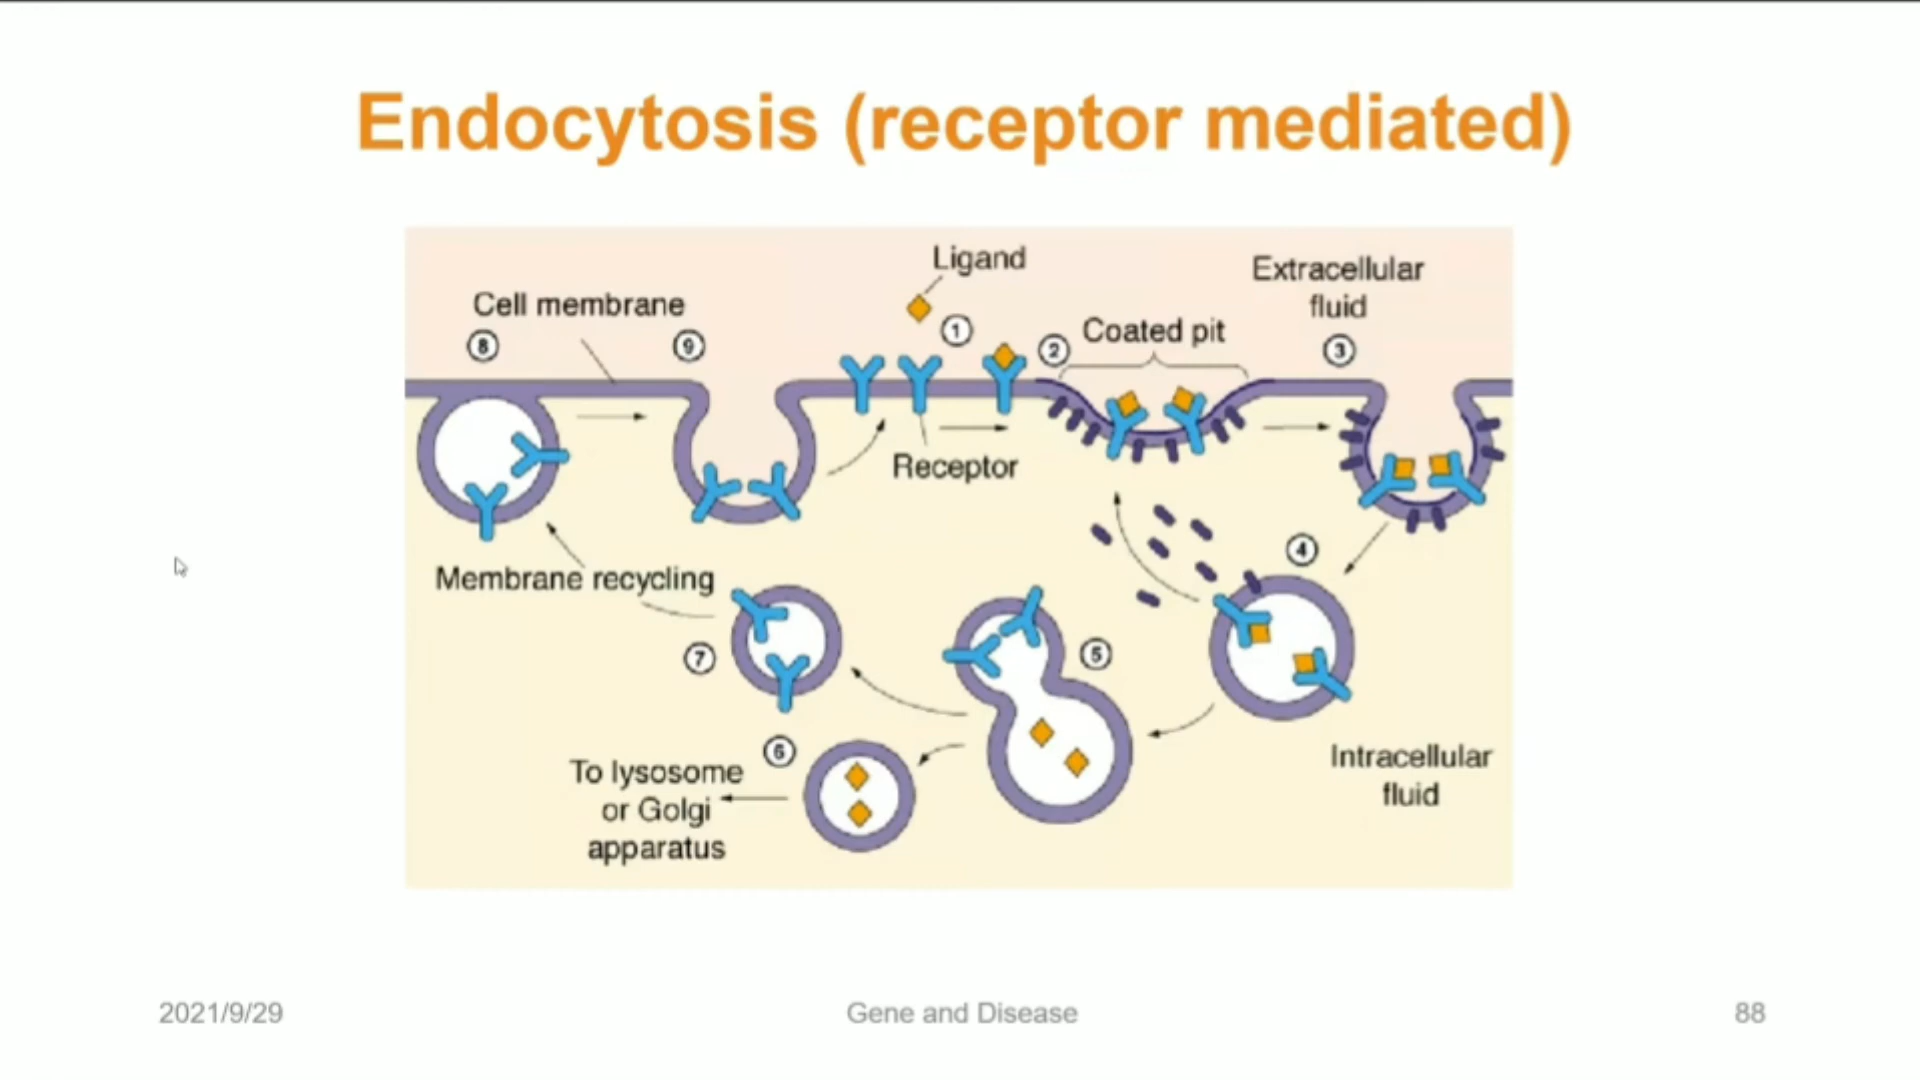 Endocytosis (receptor mediated)
Ligand
Extracellular
fluid
Cell membrane
8
9
1
2
Coated pit
3
Receptor
4
Membrane recycling
7
5
6
To lysosome
or Golgi
apparatus
Intracellular
fluid
2021/9/29
Gene and Disease
88